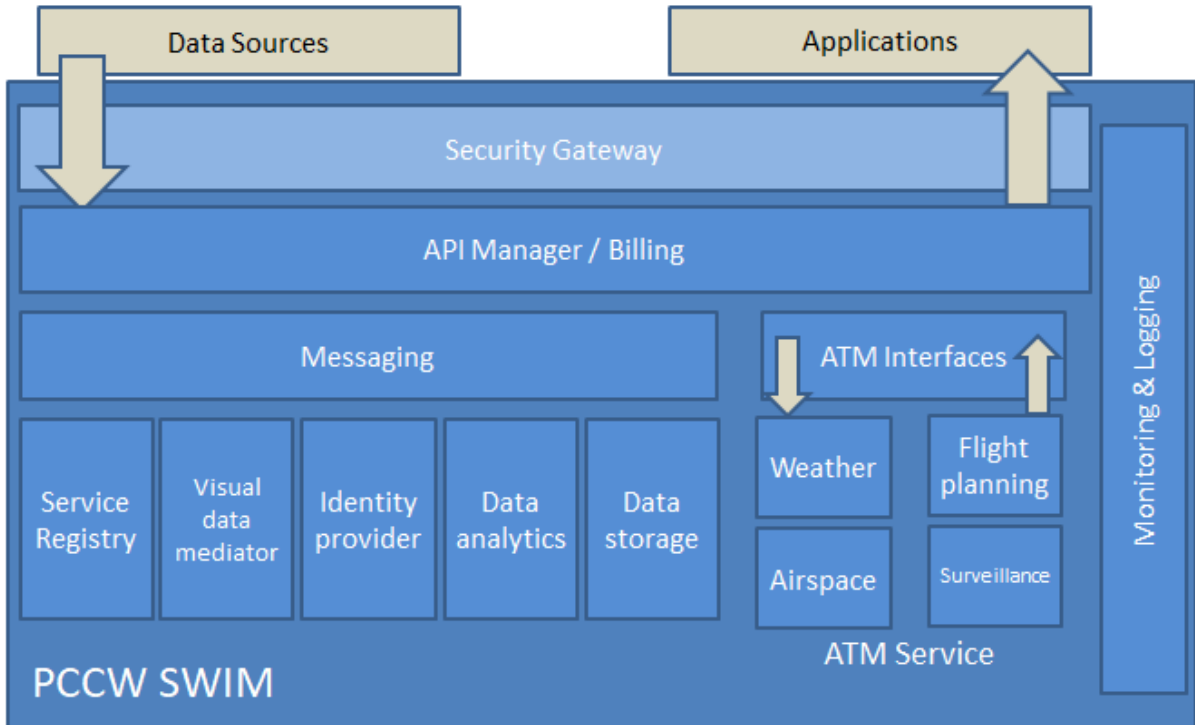 Data Sources
Applications
Security Gateway
API Manager / Billing
Messaging
ATM Interfaces
Monitoring & Logging
Service
Registry
Visual
data
mediator
Identity
provider
Data
analytics
Data
storage
Weather
Flight
planning
Airspace
Surveillance
ATM Service
PCCW SWIM